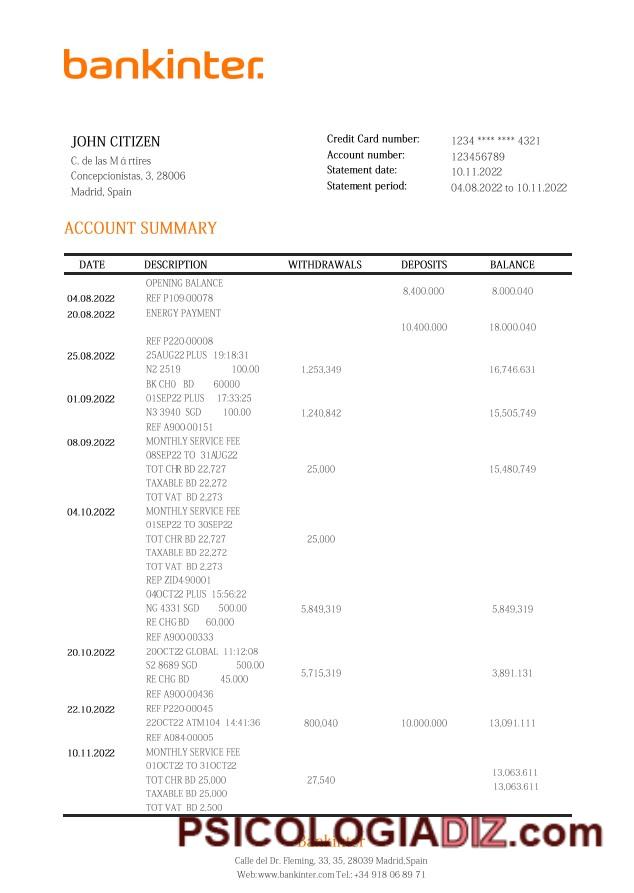 bankinter.
JOHN CITIZEN
C. de las M á rtires
Concepcionistas, 3, 28006
Madrid, Spain
Credit Card number: 1234 **** **** 4321
Account number: 123456789
Statement date: 10.11.2022
Statement period: 04.08.2022 to 10.11.2022
ACCOUNT SUMMARY
DATE DESCRIPTION WITHDRAWALS DEPOSITS BALANCE
OPENING BALANCE
8.400.000 8.000.040
04.08.2022 REF P109-00078
20.08.2022 ENERGY PAYMENT
10.400.000 18.000.040
REF P220-00008
25.08.2022 25AUG22 PLUS 19:18:31
N2 2519 100.00 1,253,349 16,746.631
BK CHO BD 60000
01.09.2022 01SEP22 PLUS 17:33:25
N3 3940 SGD 100.00 1,240,842 15,505,749
REF A900-00151
08.09.2022 MONTHLY SERVICE FEE
08SEP22 TO 31AUG22
TOT CHR BD 22,727 25,000 15,480,749
TAXABLE BD 22,272
TOT VAT BD 2,273
04.10.2022 MONTHLY SERVICE FEE
01SEP22 TO 30SEP22
TOT CHR BD 22,727 25,000
TAXABLE BD 22,272
TOT VAT BD 2,273
REP ZID4-90001
04OCT22 PLUS 15:56:22
NG 4331 SGD 500.00 5,849,319 5,849,319
RE CHG BD 60.000
REF A900-00333
20.10.2022 20OCT22 GLOBAL 11:12:08
S2 8689 SGD 500.00
5,715,319 3,891.131
RE CHG BD 45.000
REF A900-00436
22.10.2022 REF P220-00045
22OCT22 ATM104 14:41:36 800,040 10.000.000 13,091.111
REF A084-00005
10.11.2022 MONTHLY SERVICE FEE
01OCT22 TO 31OCT22
13,063.611
TOT CHR BD 25,000 27,540
13,063.611
TAXABLE BD 25,000
TOT VAT BD 2,500
Bankinter
PSICOLOGIADIZ.com
Calle del Dr. Fleming, 33, 35, 28039 Madrid,Spain
Web:www.bankinter.com Tel.: +34 918 06 89 71